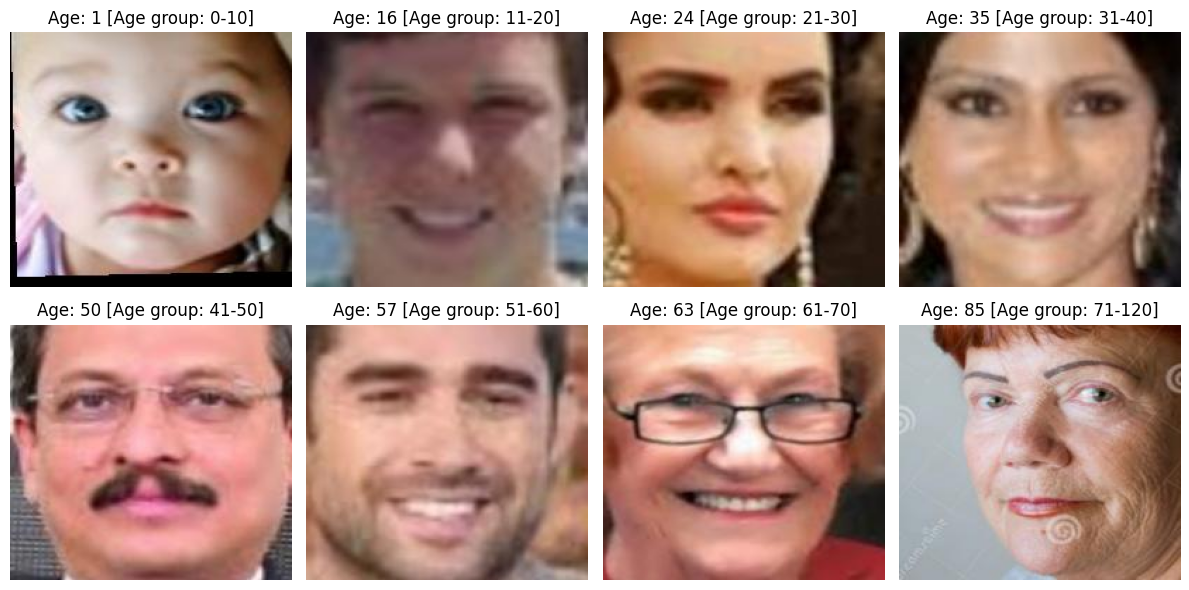 Age: 1 [Age group: 0-10]
Age: 16 [Age group: 11-20]
Age: 24 [Age group: 21-30]
Age: 35 [Age group: 31-40]
Age: 50 [Age group: 41-50]
Age: 57 [Age group: 51-60]
Age: 63 [Age group: 61-70]
Age: 85 [Age group: 71-120]